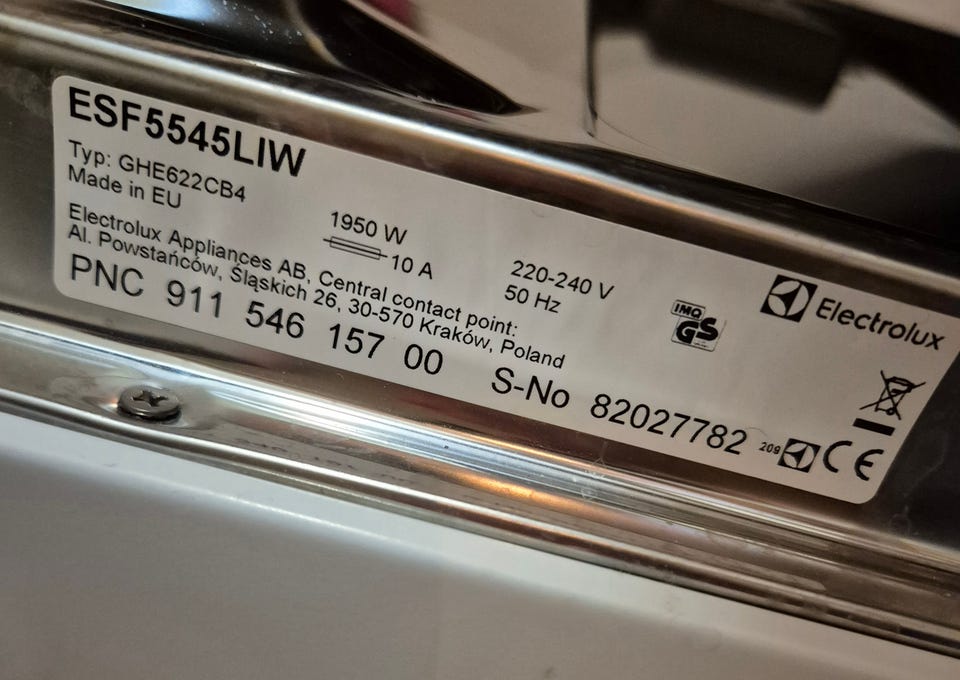 ESF5545LIW
Typ: GHE622CB4
Made in EU
1950 W
10 A
220-240 V
50 Hz
Electrolux Appliances AB, Central contact point:
Al. Powstańców, Śląskich 26, 30-570 Kraków, Poland
PNC 911 546 157 00
S-No 82027782
IMQ
GS
Electrolux
209
CE